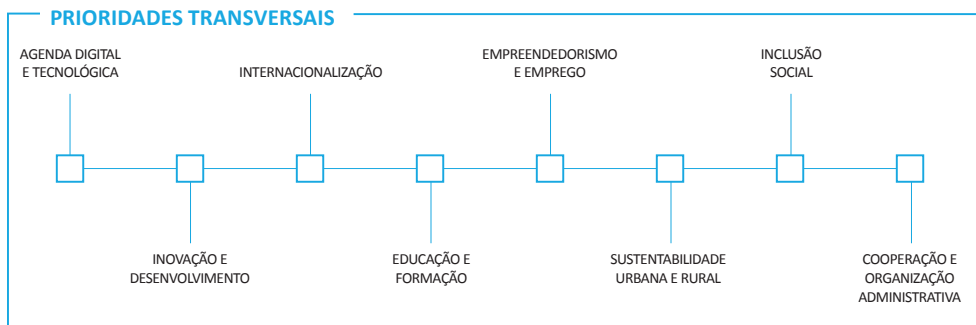 PRIORIDADES TRANSVERSAIS
AGENDA DIGITAL
E TECNOLÓGICA
INTERNACIONALIZAÇÃO
EMPREENDEDORISMO
E EMPREGO
INCLUSÃO
SOCIAL
INOVAÇÃO E
DESENVOLVIMENTO
EDUCAÇÃO E
FORMAÇÃO
SUSTENTABILIDADE
URBANA E RURAL
COOPERAÇÃO E
ORGANIZAÇÃO
ADMINISTRATIVA